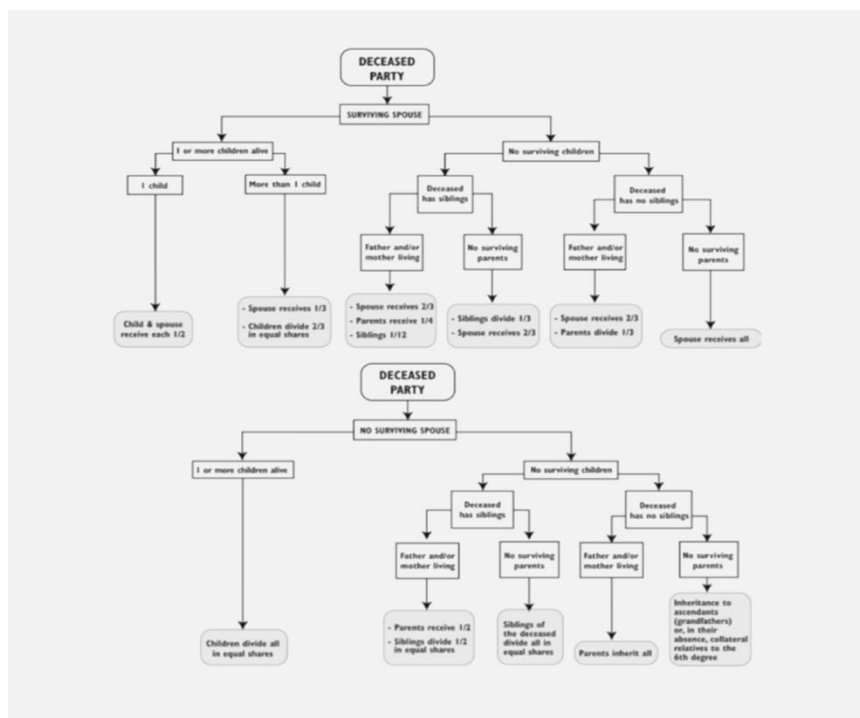 DECEASED
PARTY
SURVIVING SPOUSE
1 or more children alive
No surviving children
1 child
More than 1 child
Deceased
has siblings
Deceased
has no siblings
Father and/or
mother living
No surviving
parents
Father and/or
mother living
No surviving
parents
Child & spouse
receive each 1/2
- Spouse receives 1/3
- Children divide 2/3
in equal shares
- Spouse receives 2/3
- Parents receive 1/4
- Siblings 1/12
- Siblings divide 1/3
- Spouse receives 2/3
- Spouse receives 2/3
- Parents divide 1/3
Spouse receives all
DECEASED
PARTY
NO SURVIVING SPOUSE
1 or more children alive
No surviving children
Deceased
has siblings
Deceased
has no siblings
Father and/or
mother living
No surviving
parents
Father and/or
mother living
No surviving
parents
Children divide all
in equal shares
- Parents receive 1/2
- Siblings divide 1/2
in equal shares
Siblings of
the deceased
divide all in
equal shares
Parents inherit all
Inheritance to
ascendants
(grandfathers)
or, in their
absence, collateral
relatives to the
6th degree